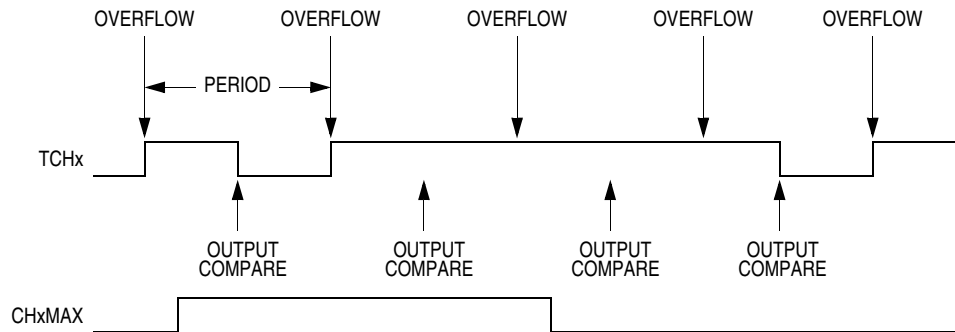 OVERFLOW OVERFLOW OVERFLOW OVERFLOW OVERFLOW
PERIOD
TCHx
OUTPUT COMPARE
OUTPUT COMPARE
OUTPUT COMPARE
OUTPUT COMPARE
CHxMAX